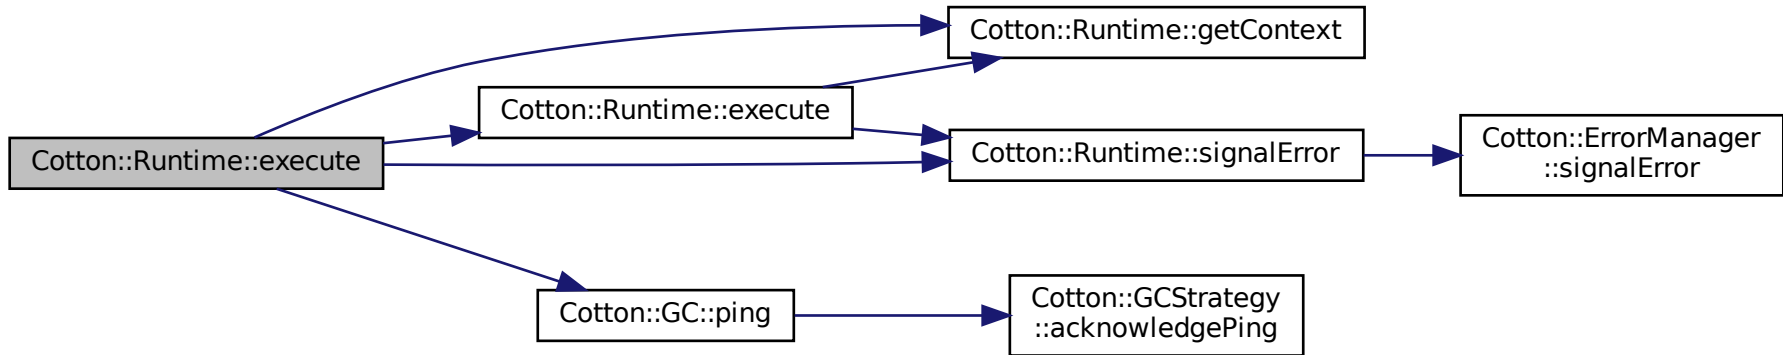 Cotton::Runtime::execute
Cotton::Runtime::execute
Cotton::Runtime::getContext
Cotton::Runtime::signalError
Cotton::ErrorManager
::signalError
Cotton::GC::ping
Cotton::GCStrategy
::acknowledgePing